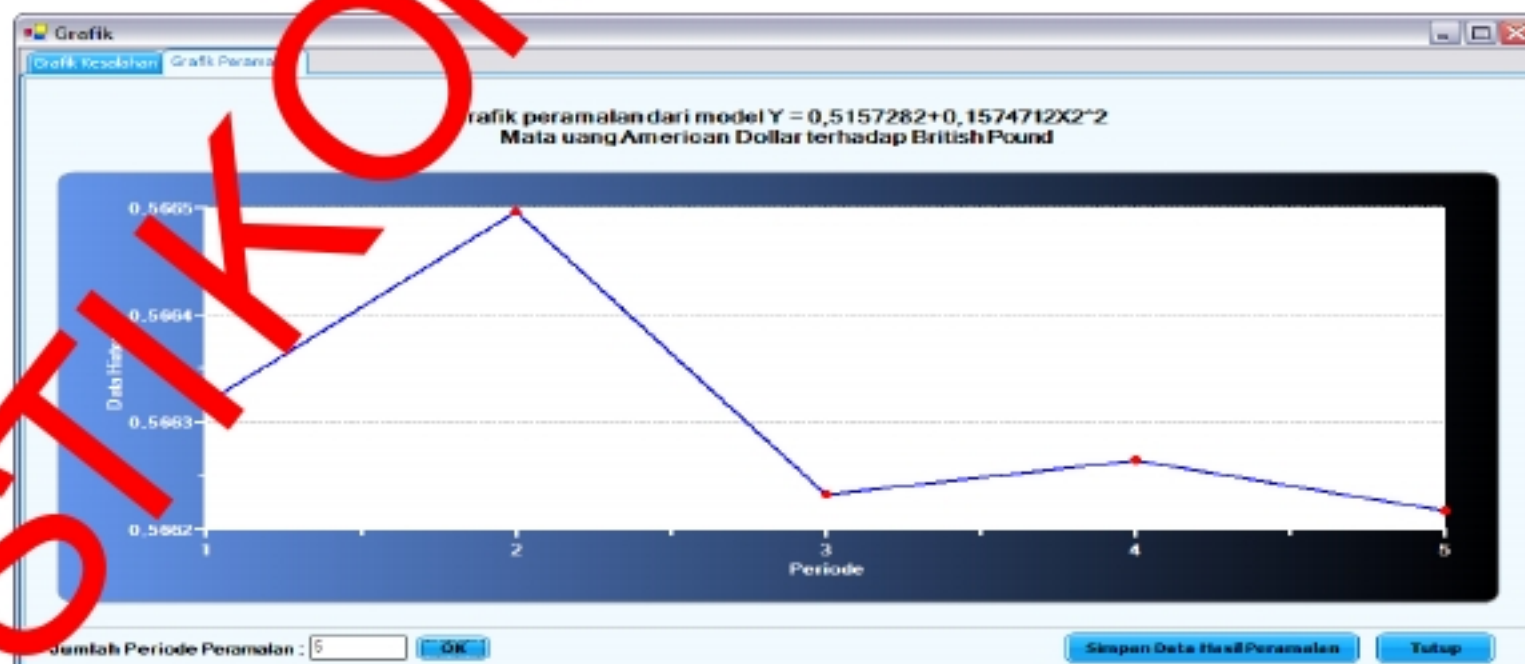 Grafik
Grafik Kesalahan Grafik
rafik peramalan dari model Y = 0,5157282+0,1574712X2^2
Mata uang American Dollar terhadap British Pound
0,5665
0,5664
0,5663
0,5662
Data
1 2 3 4 5
Periode
Jumlah Periode Peramalan : 5 OK Simpan Data Hasil Peramalan Tutup
STIKO